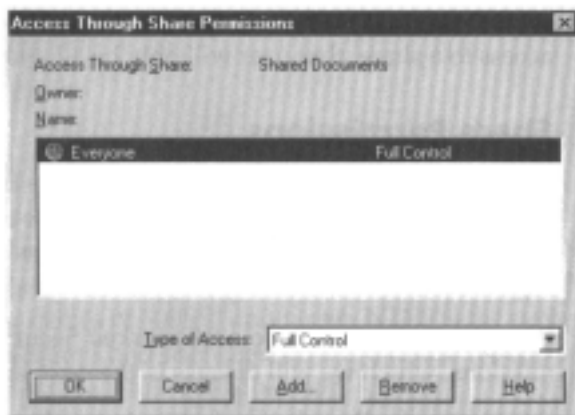 Access Through Share Permissions
Access Through Share: Shared Documents
Owner:
Name:
Everyone Full Control
Type of Access: Full Control
OK Cancel Add... Remove Help